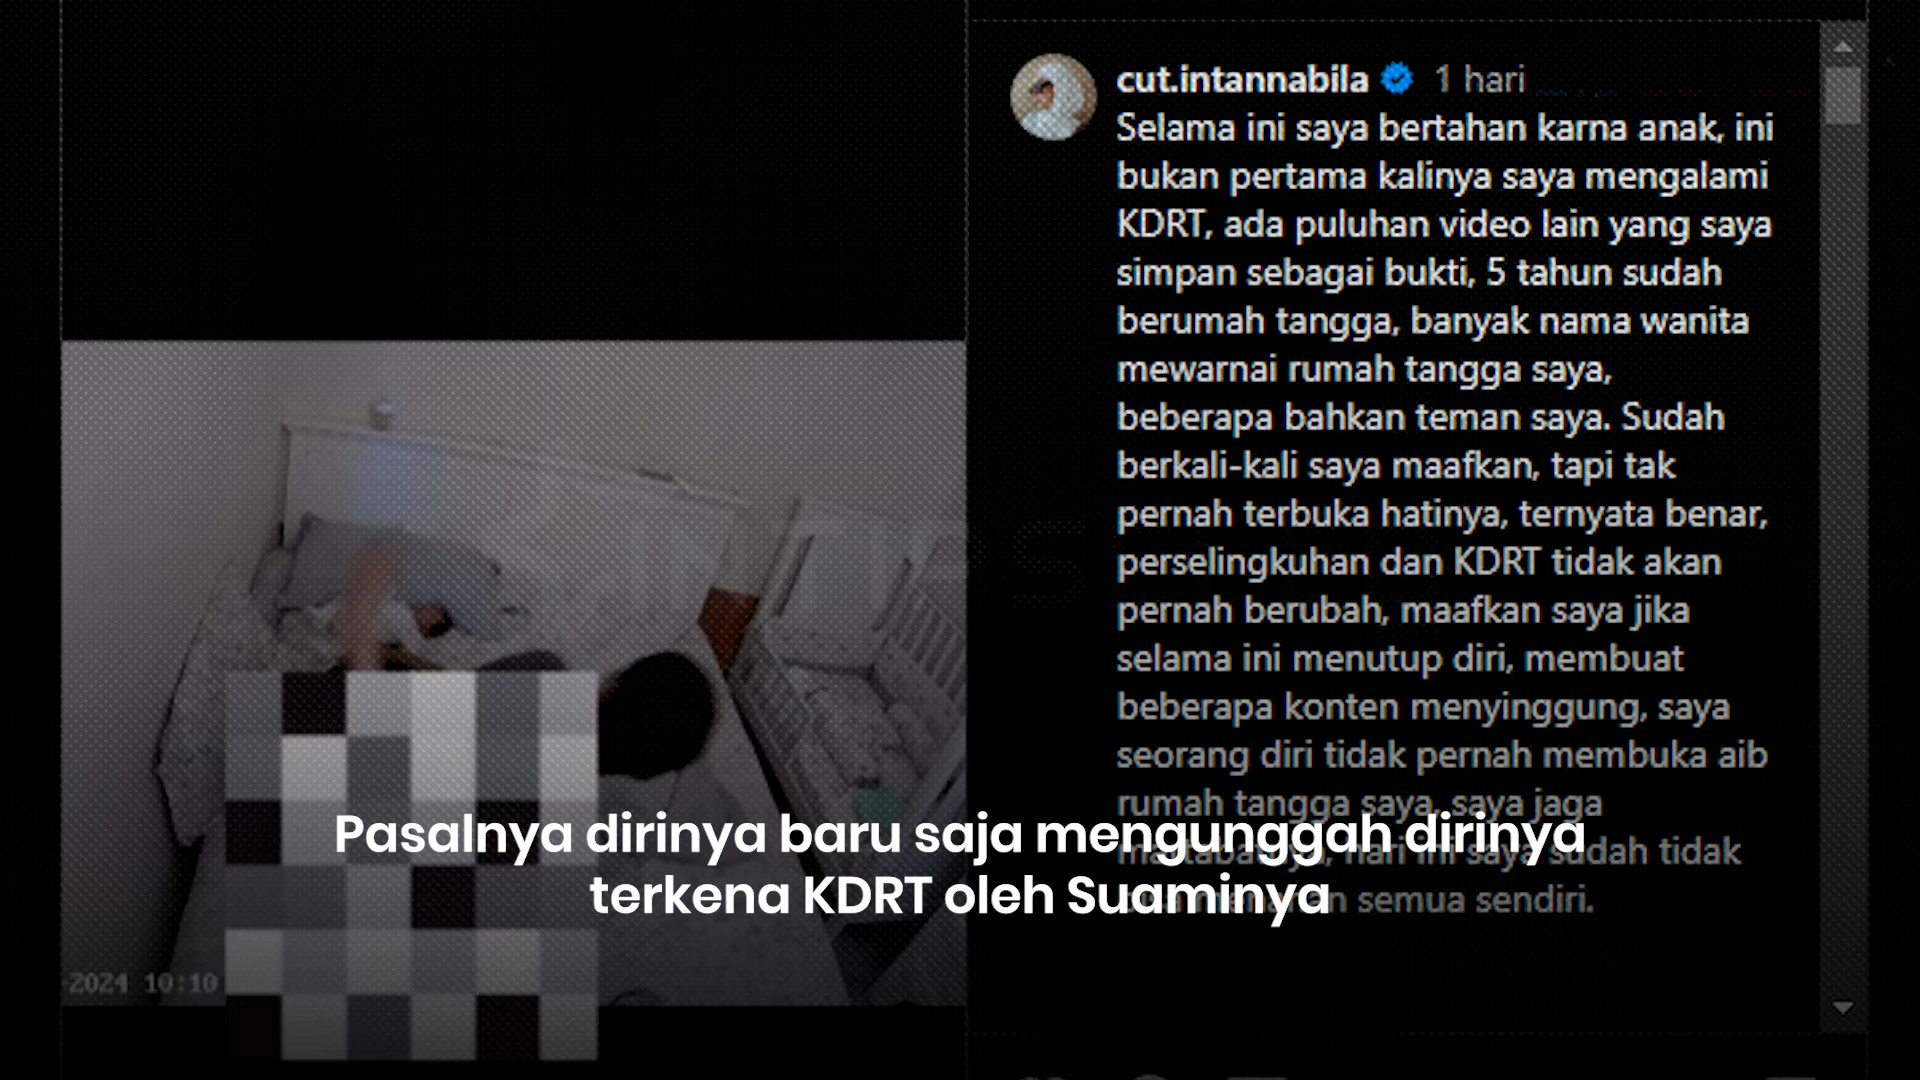 cut.intannabila 1 hari
Selama ini saya bertahan karna anak, ini
bukan pertama kalinya saya mengalami
KDRT, ada puluhan video lain yang saya
simpan sebagai bukti, 5 tahun sudah
berumah tangga, banyak nama wanita
mewarnai rumah tangga saya,
beberapa bahkan teman saya. Sudah
berkali-kali saya maafkan, tapi tak
pernah terbuka hatinya, ternyata benar,
perselingkuhan dan KDRT tidak akan
pernah berubah, maafkan saya jika
selama ini menutup diri, membuat
beberapa konten menyinggung, saya
seorang diri tidak pernah membuka aib
rumah tangga saya, saya jaga
hari ini saya sudah tidak
semua sendiri.
Pasalnya dirinya baru saja mengunggah dirinya
terkena KDRT oleh Suaminya
-2024 10:10